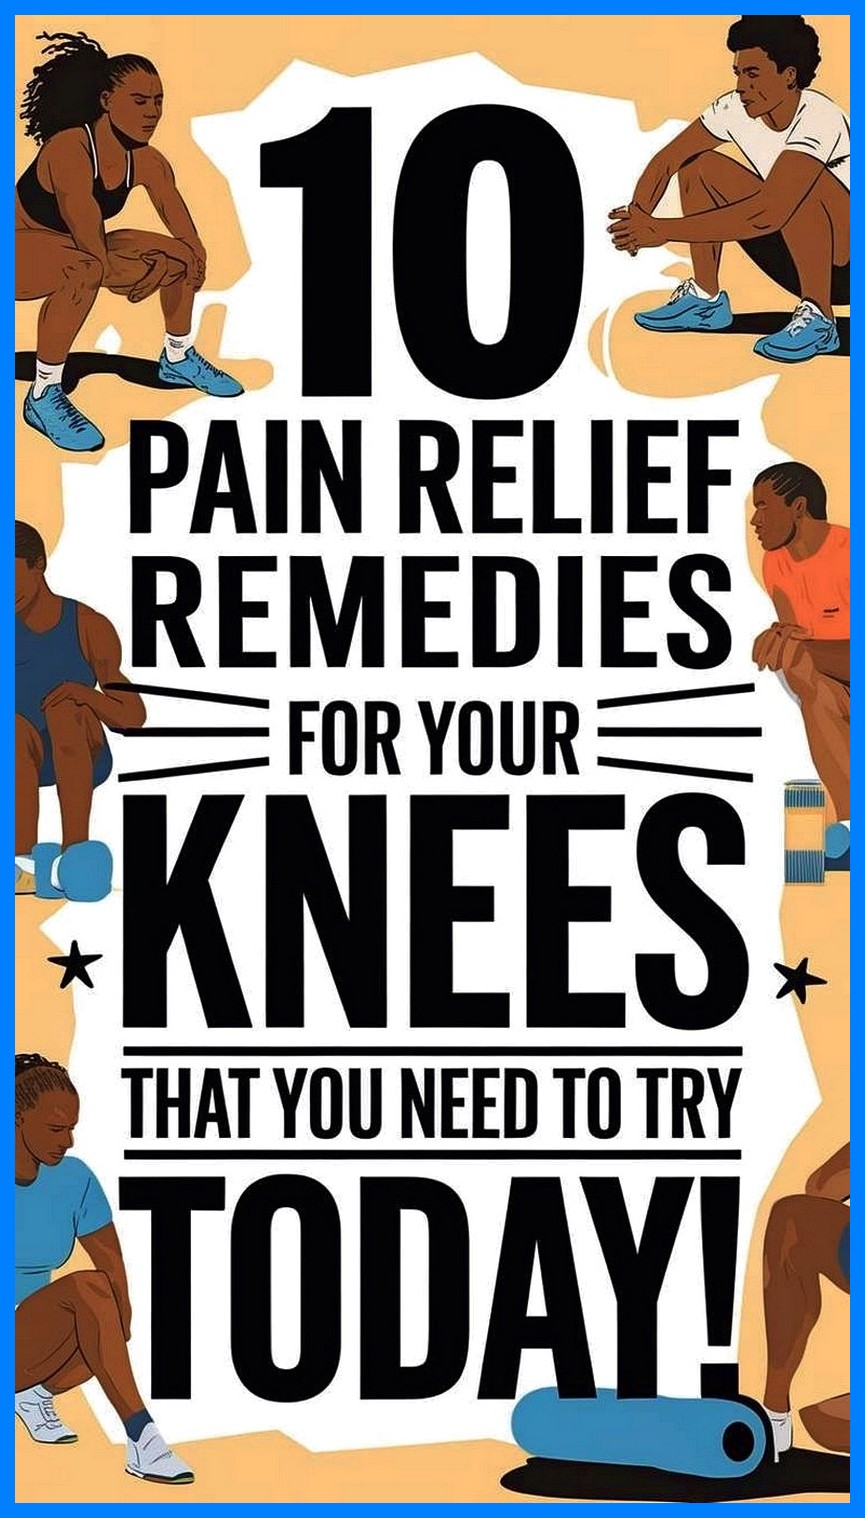 10
PAIN RELIEF
REMEDIES
FOR YOUR
KNEES
THAT YOU NEED TO TRY
TODAY!